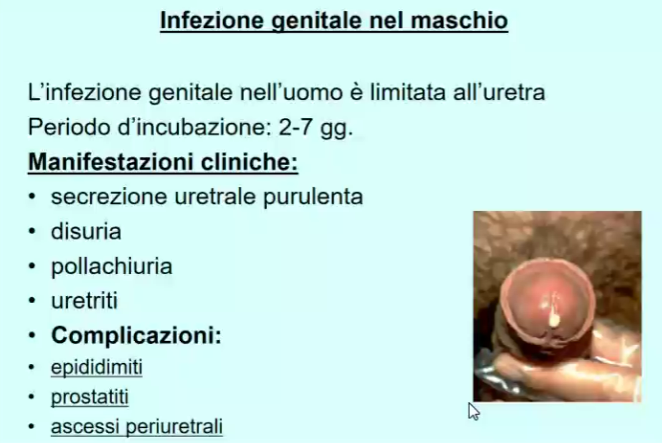 Infezione genitale nel maschio
L'infezione genitale nell'uomo è limitata all'uretra
Periodo d'incubazione: 2-7 gg.
Manifestazioni cliniche:
• secrezione uretrale purulenta
• disuria
• pollachiuria
• uretriti
• Complicazioni:
• epididimiti
• prostatiti
• ascessi periuretrali